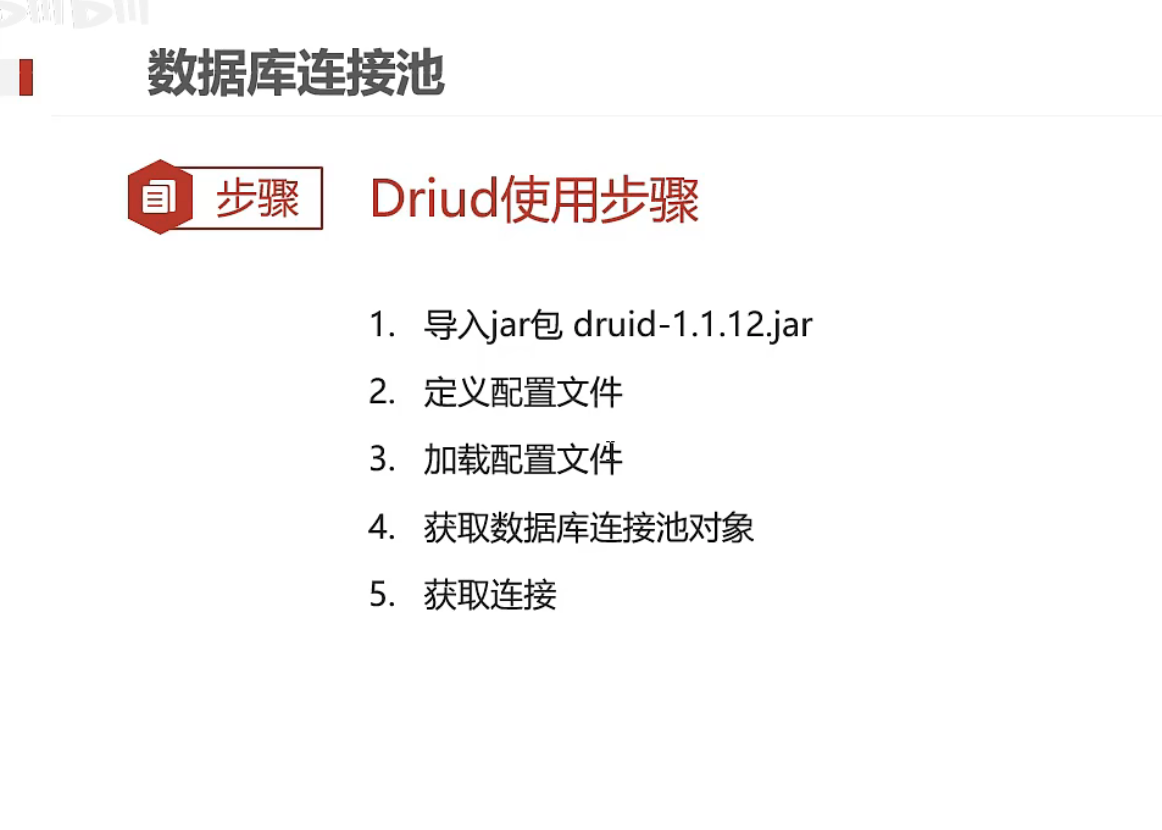 数据库连接池
步骤
Driud使用步骤
1. 导入jar包 druid-1.1.12.jar
2. 定义配置文件
3. 加载配置文件
4. 获取数据库连接池对象
5. 获取连接